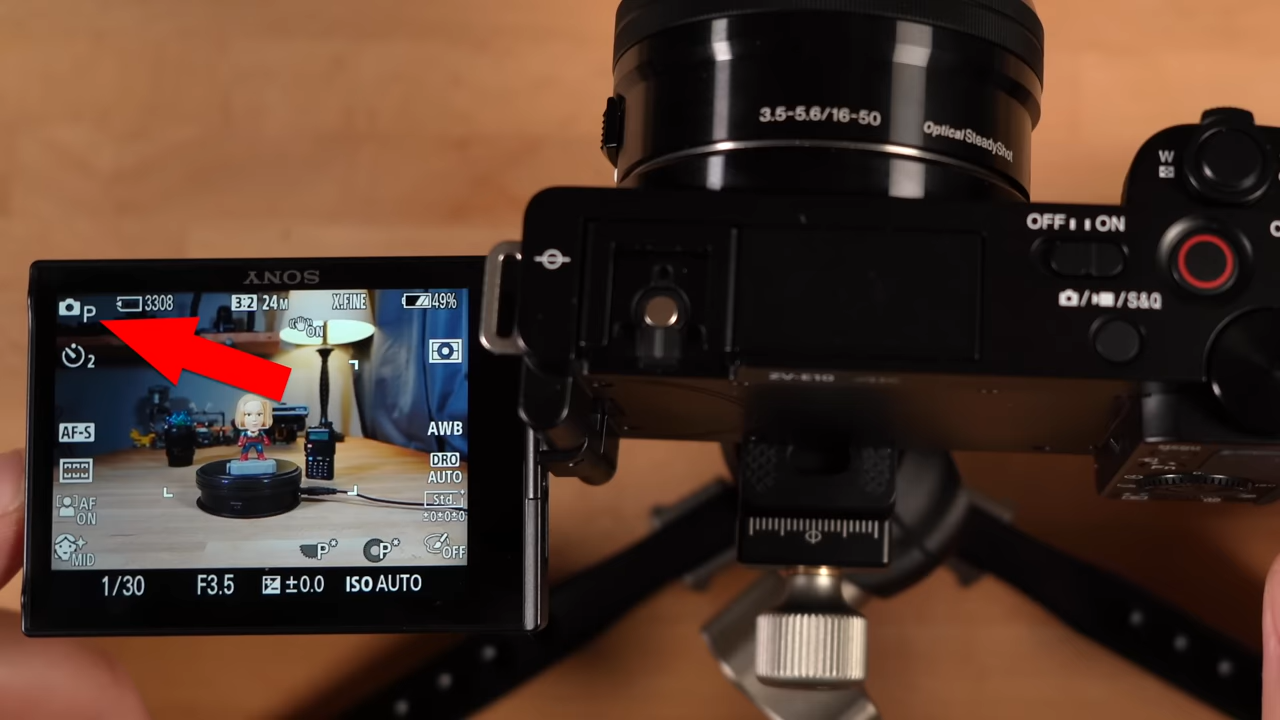 3.5-5.6/16-50
Optical SteadyShot
W
OFF ON
/ /S&Q
ZV-E10
SONY
P 3308 3:2 24M X.FINE 49%
ON
2
AF-S
AWB
DRO
AUTO
Std.
±0±0±0
AF
ON
MID
P* P* OFF
1/30 F3.5 ±0.0 ISO AUTO